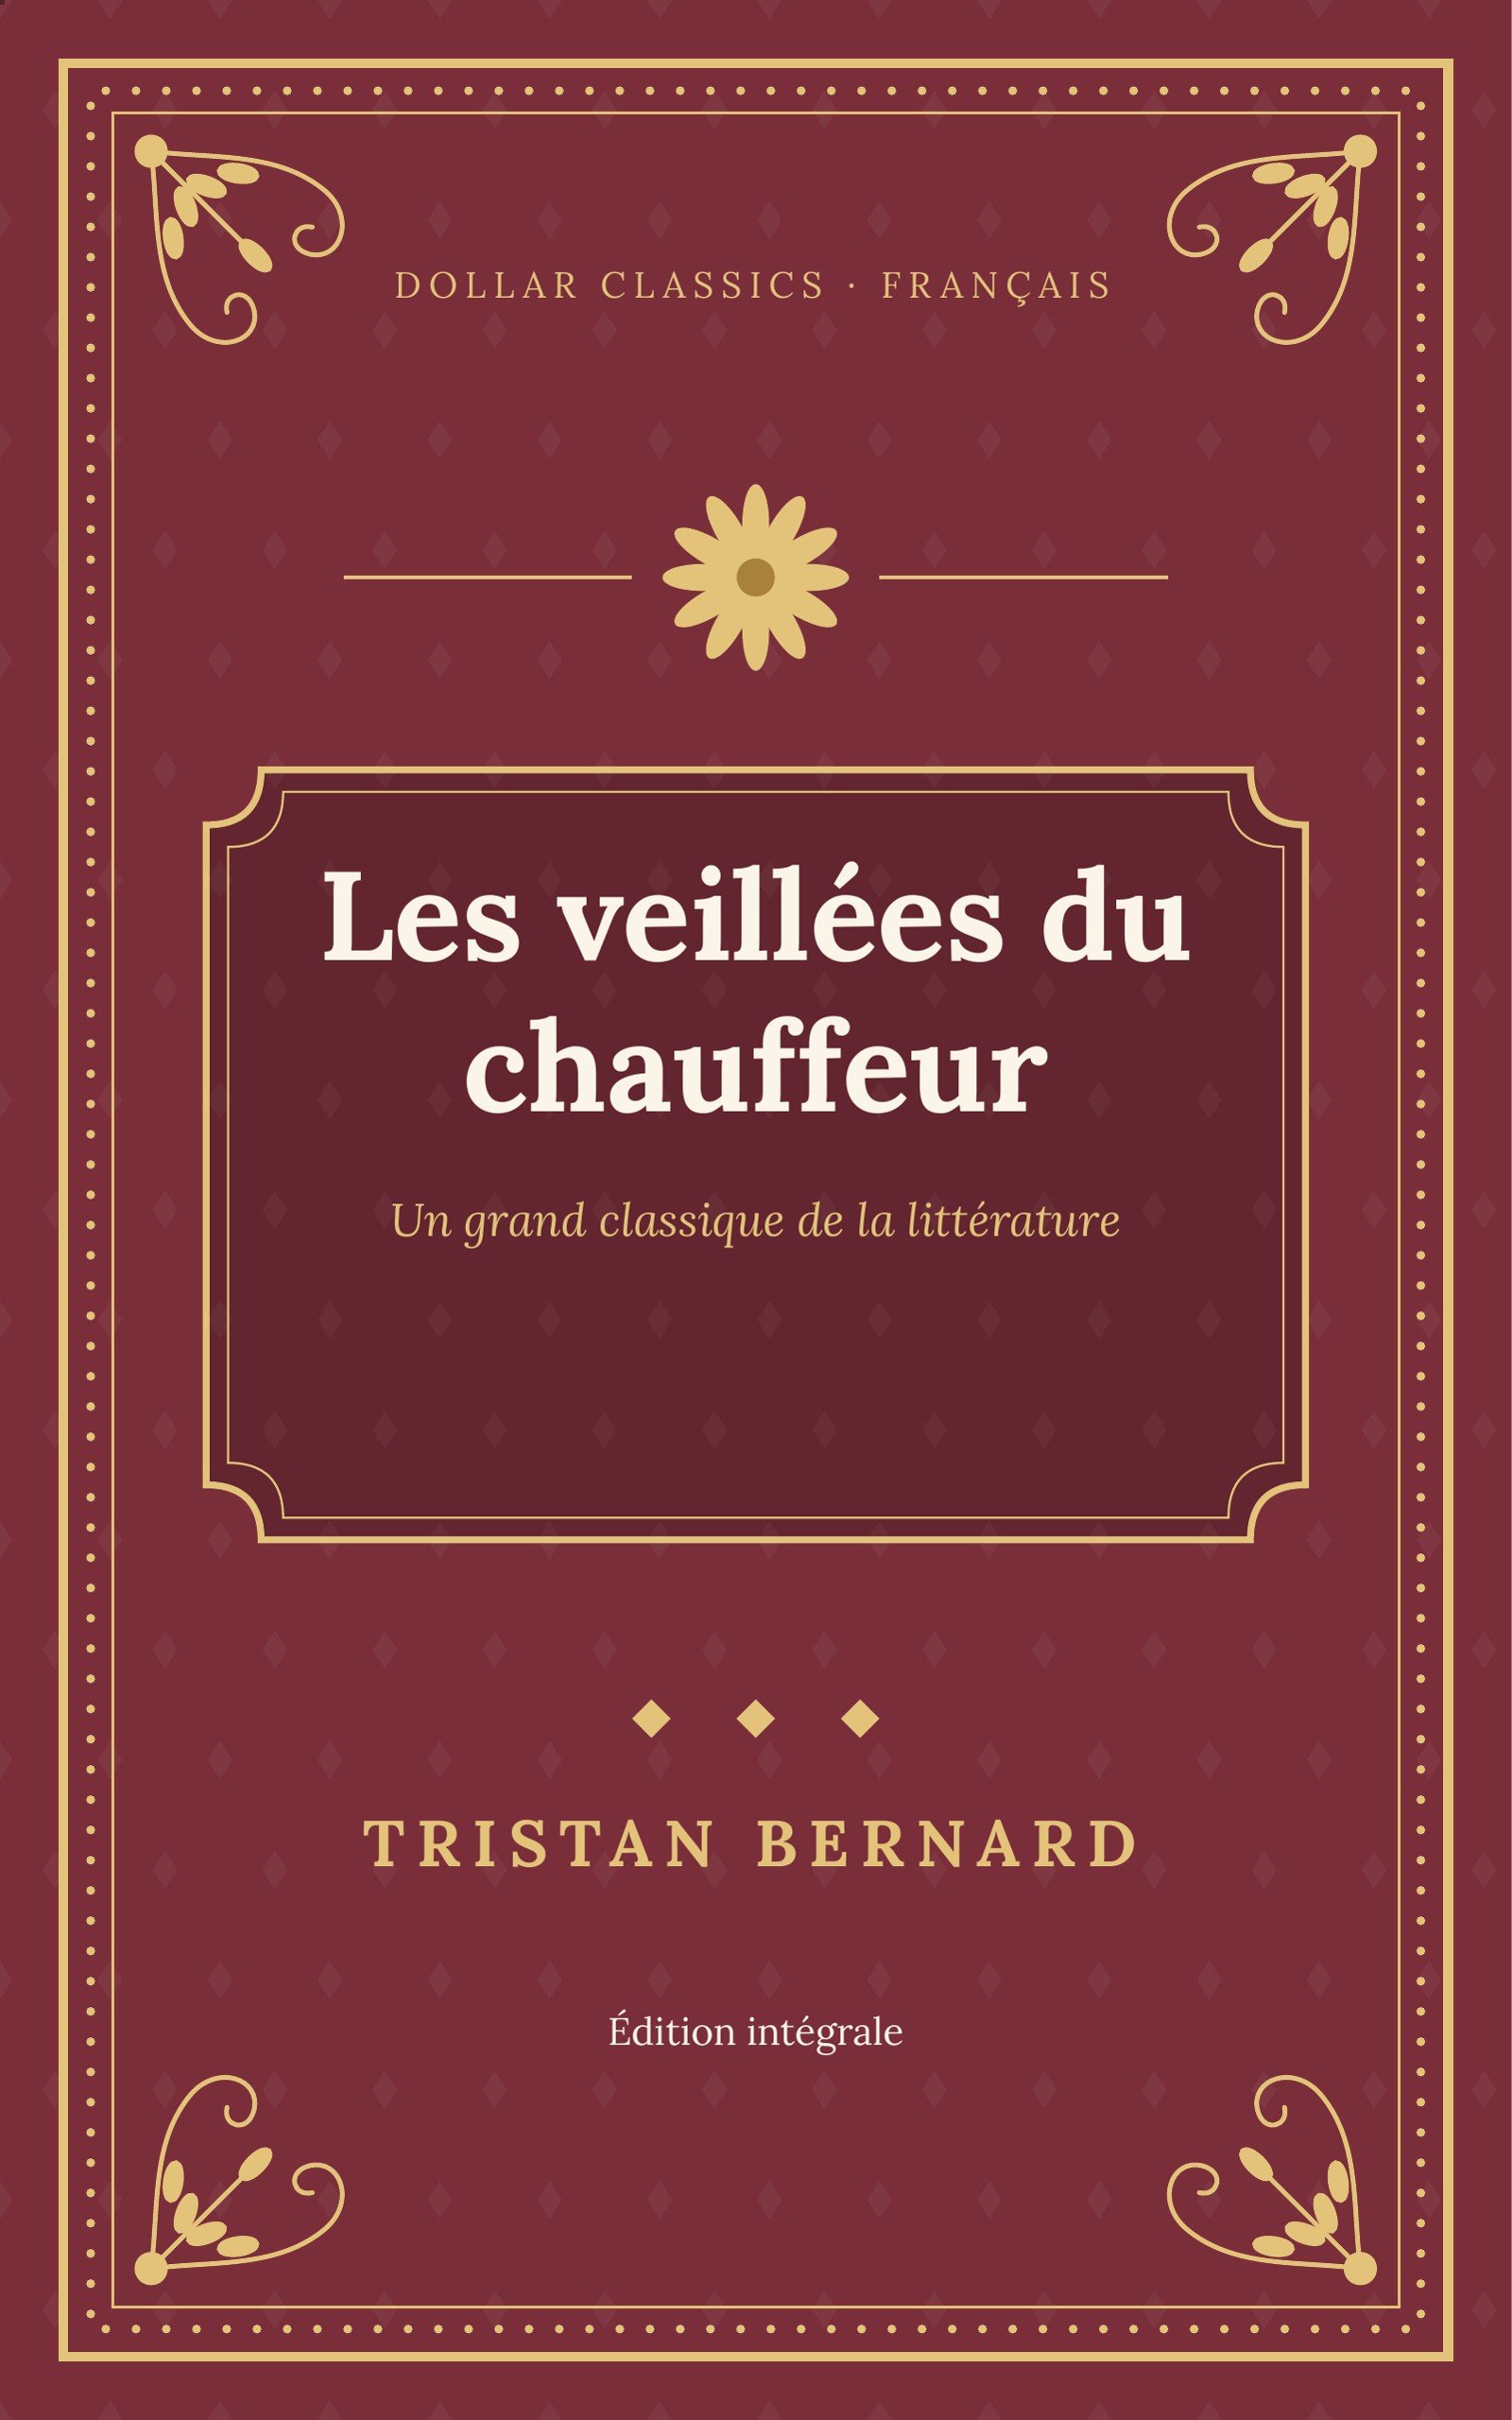 DOLLAR CLASSICS · FRANÇAIS
Les veillées du
chauffeur
Un grand classique de la littérature
TRISTAN BERNARD
Édition intégrale